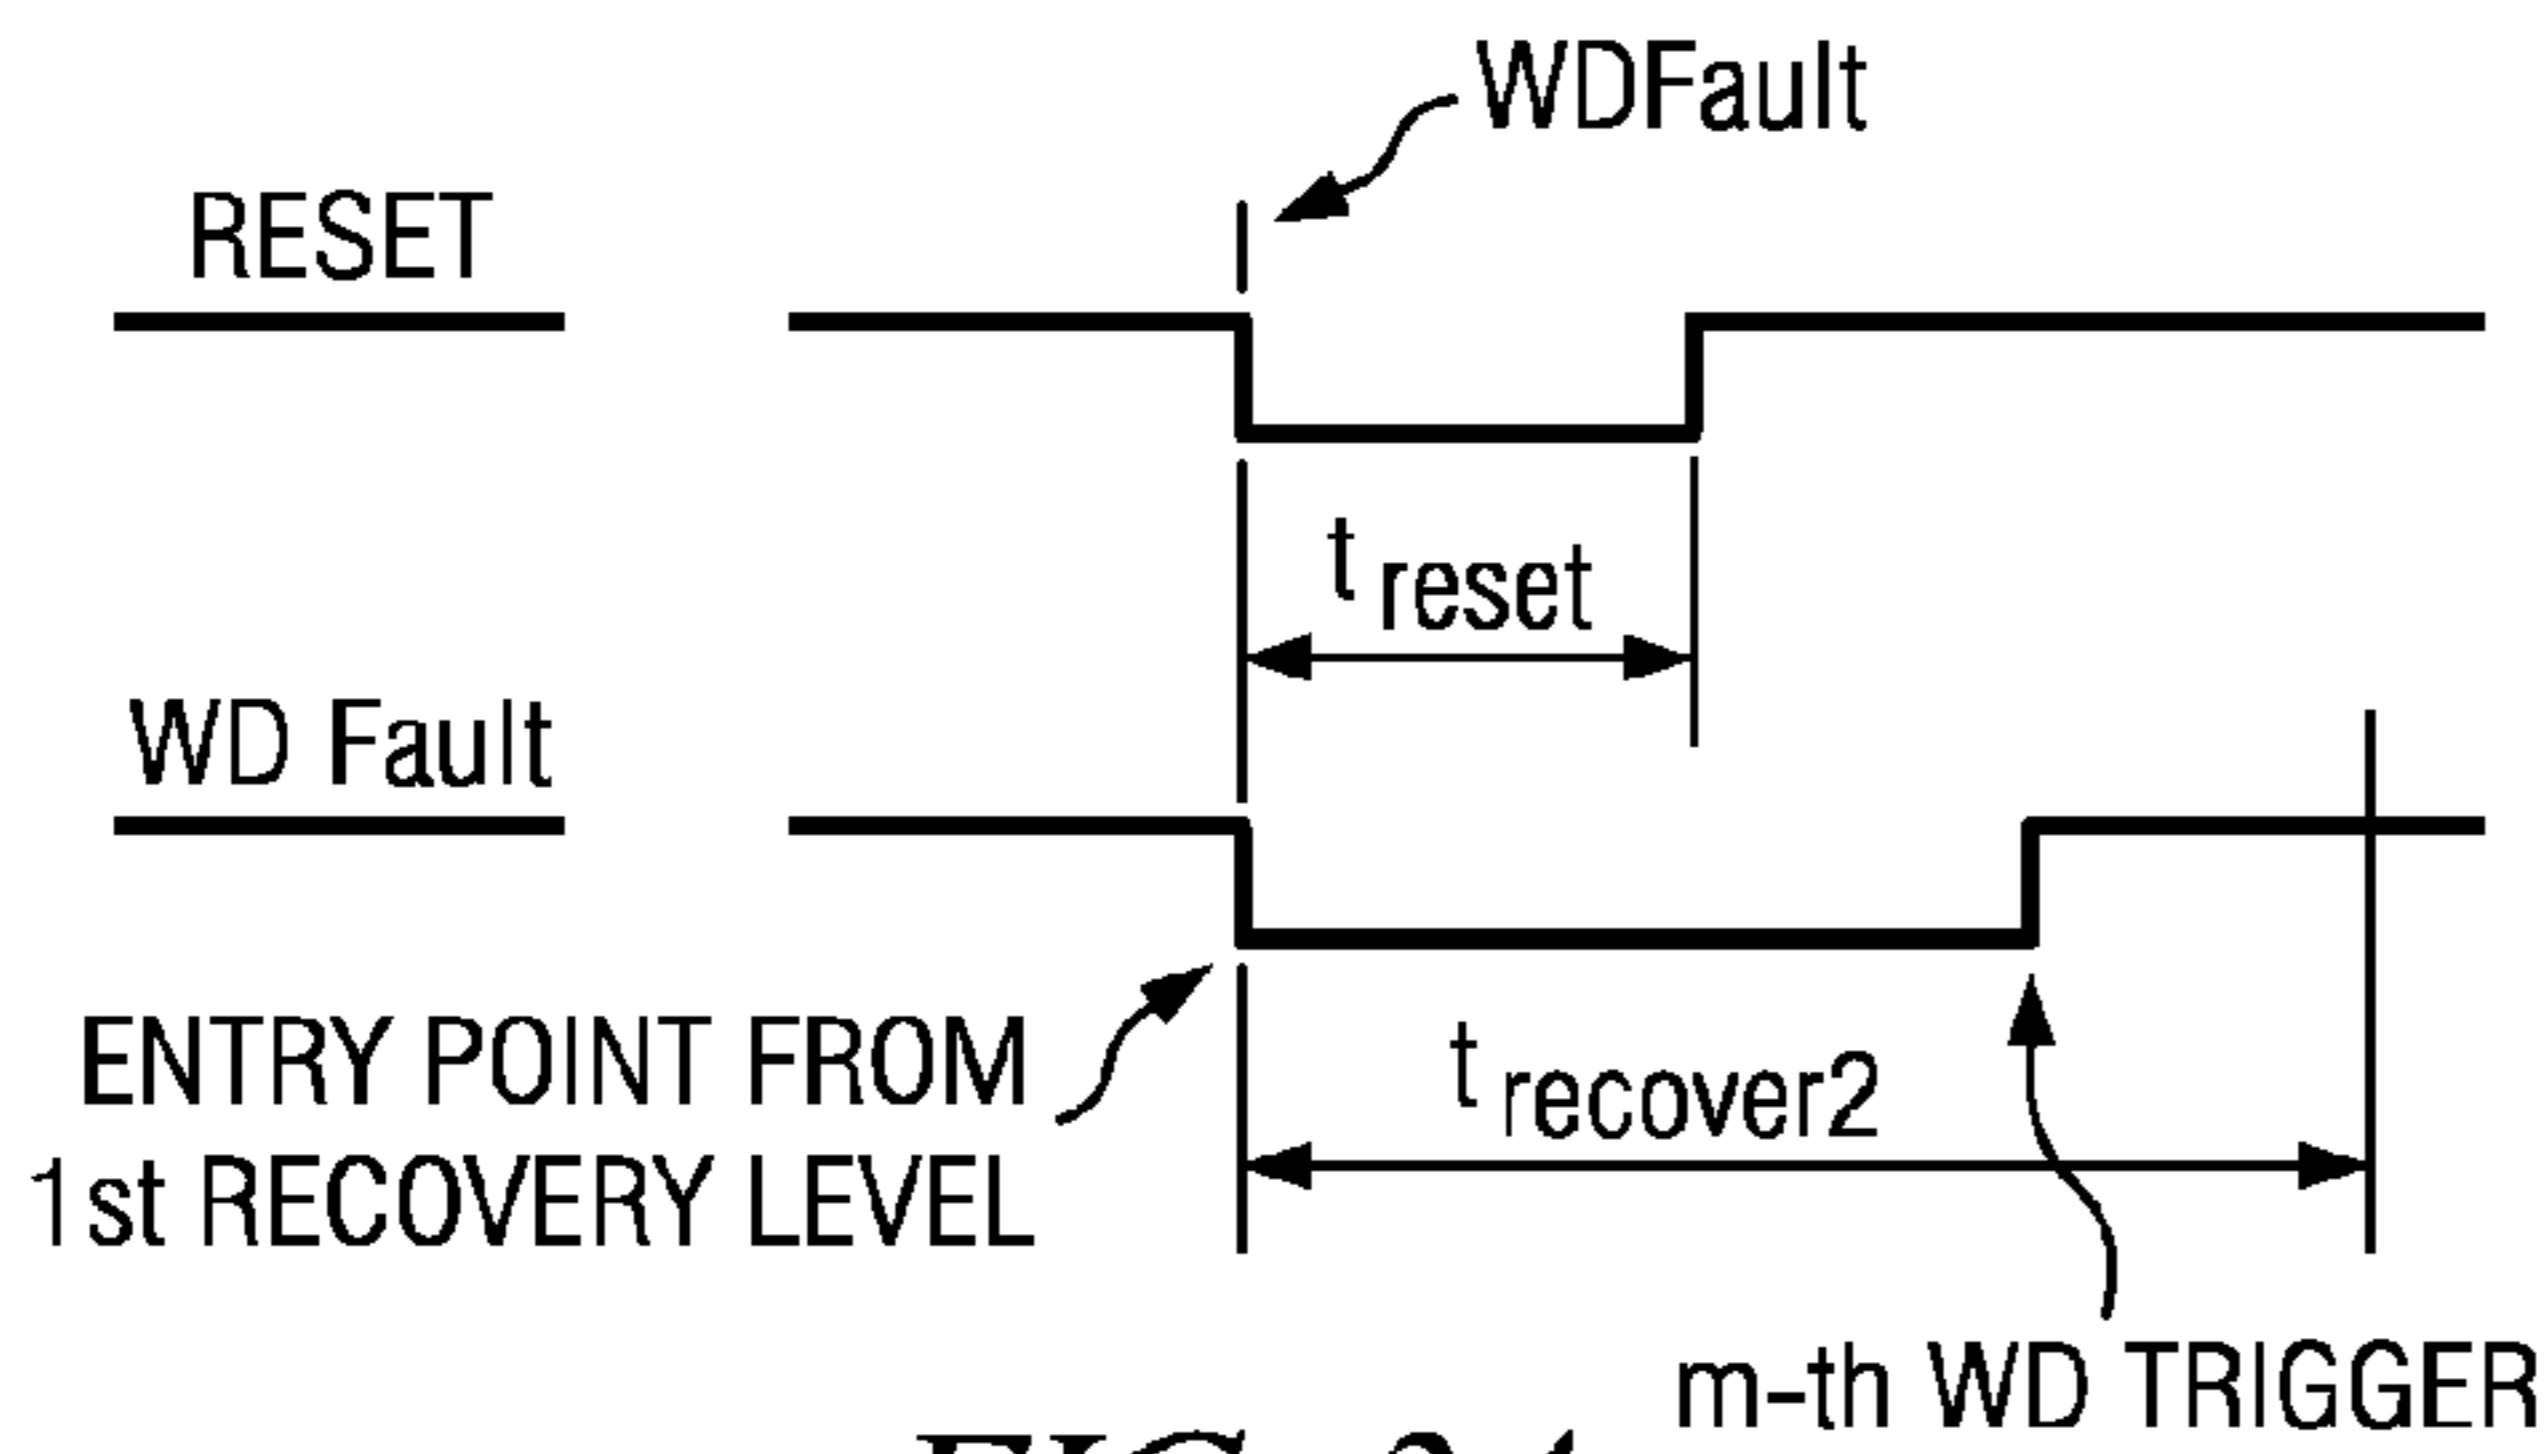 WDFault
RESET
t reset
WD Fault
ENTRY POINT FROM
1st RECOVERY LEVEL
t recover2
m-th WD TRIGGER